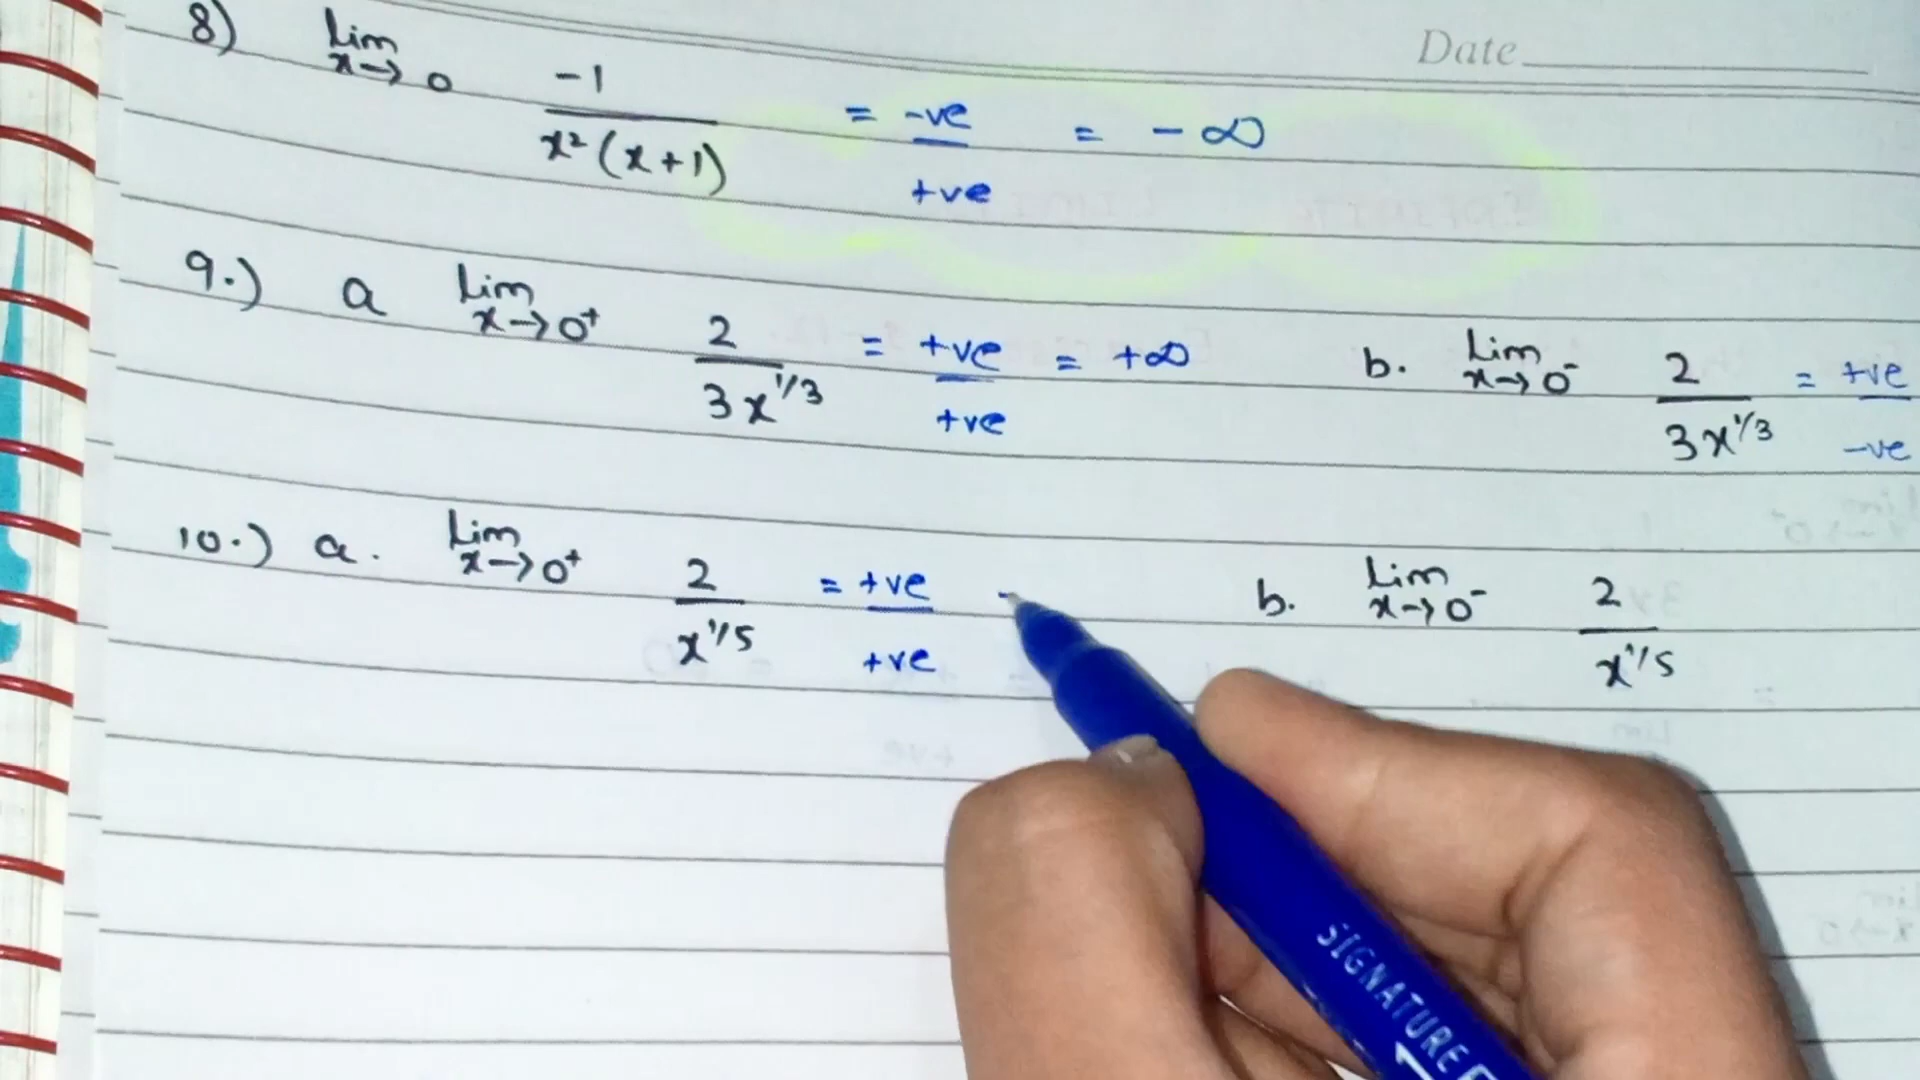 Date
8) lim x→0 -1/x²(x+1) = -ve/+ve = -∞
9.) a lim x→0⁺ 2/3x^1/3 = +ve/+ve = +∞ b. lim x→0⁻ 2/3x^1/3 = +ve/-ve
10.) a. lim x→0⁺ 2/x^1/5 = +ve/+ve b. lim x→0⁻ 2/x^1/5
SIGNATURE